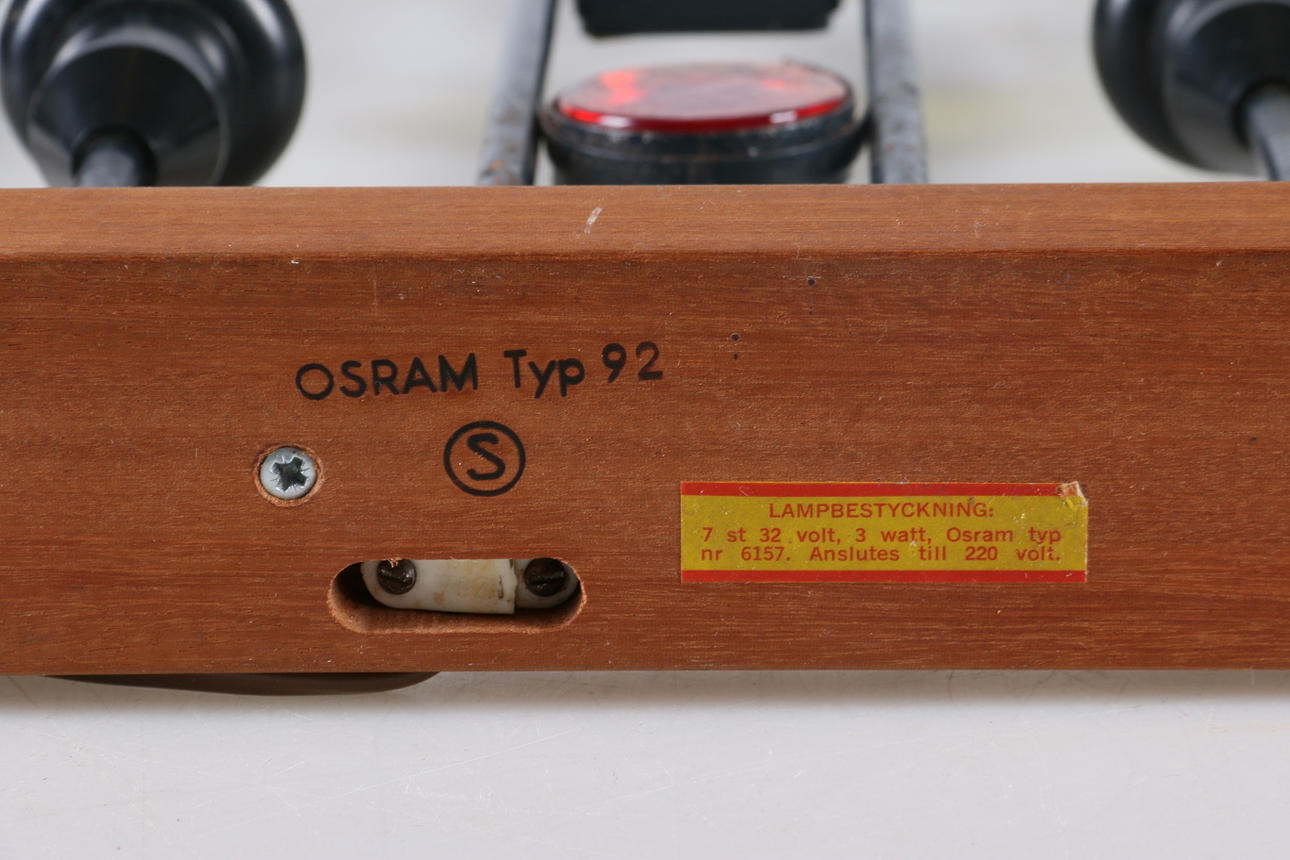 OSRAM Typ 92
S
LAMPBESTYCKNING:
7 st 32 volt, 3 watt, Osram typ
nr 6157. Anslutes till 220 volt.